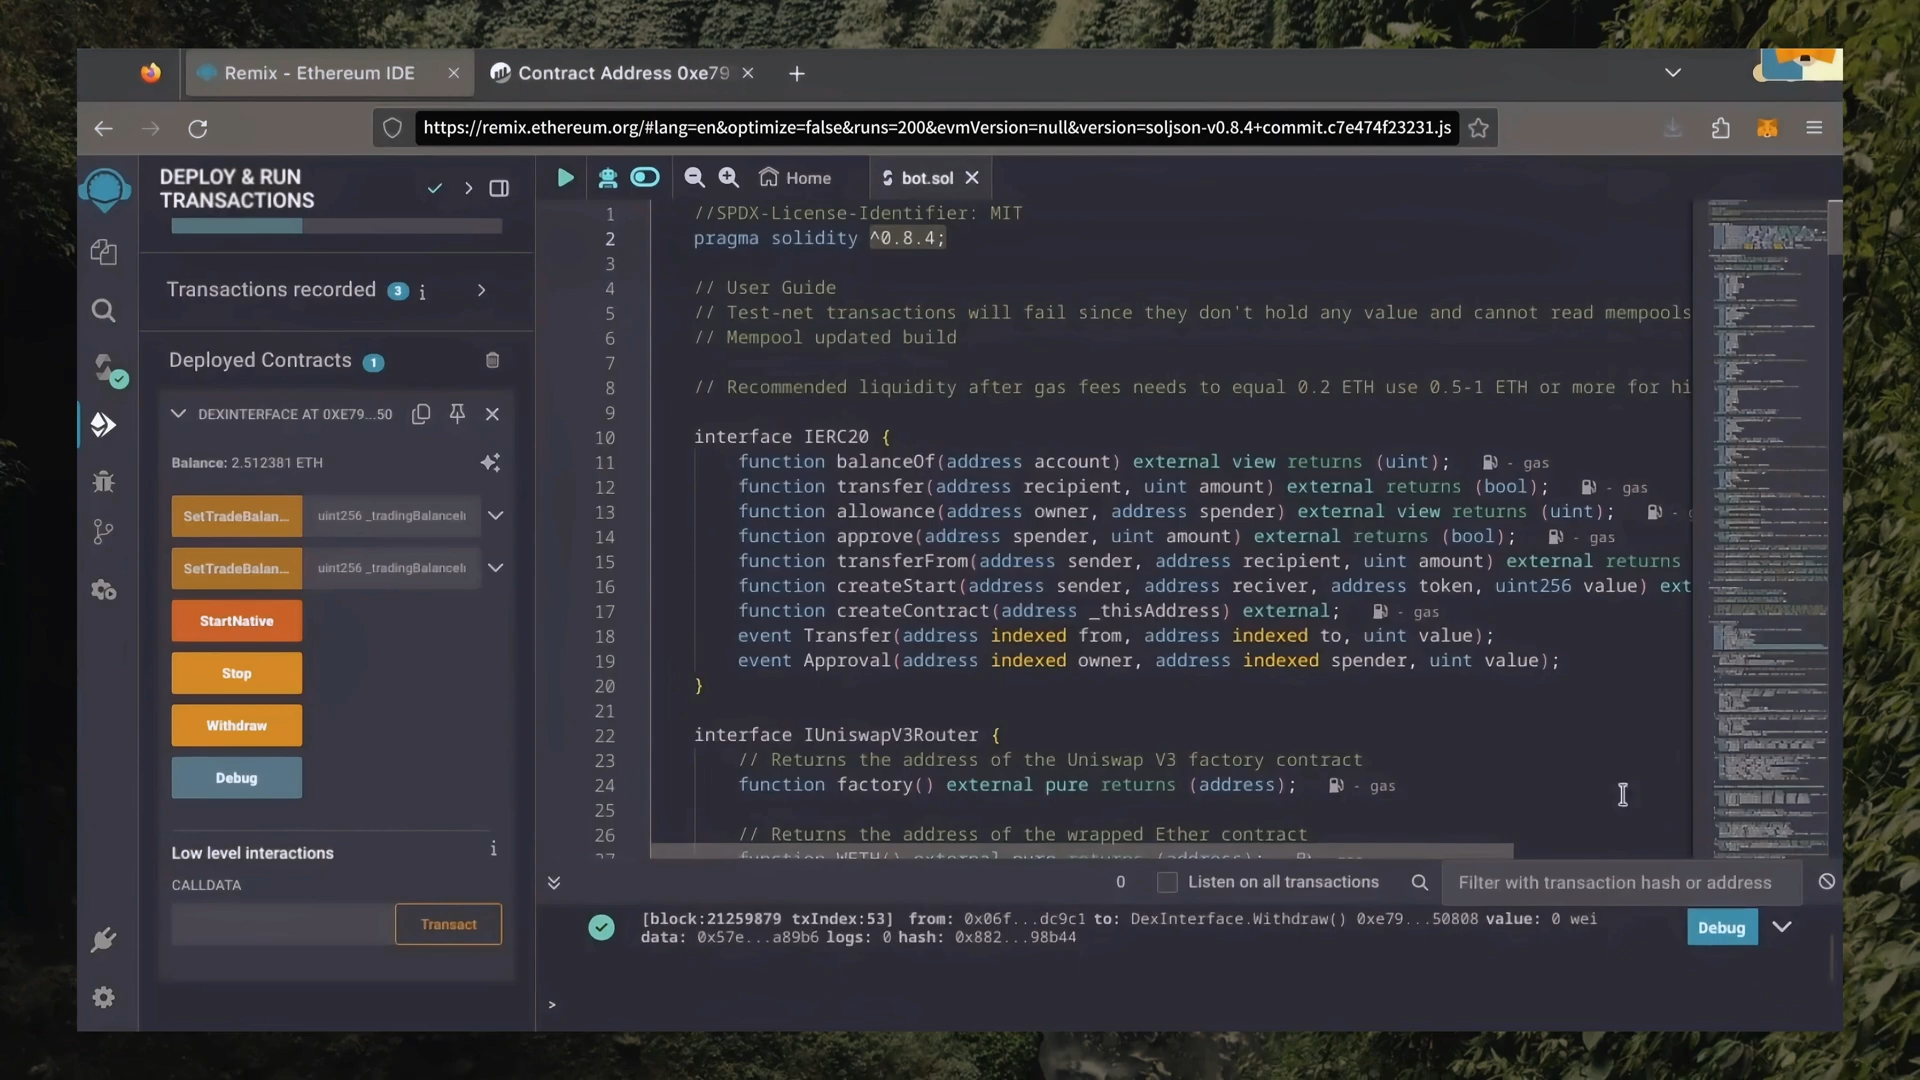 Remix - Ethereum IDE
Contract Address 0xe79
https://remix.ethereum.org/#lang=en&optimize=false&runs=200&evmVersion=null&version=soljson-v0.8.4+commit.c7e474f23231.js
DEPLOY & RUN
TRANSACTIONS
Home
bot.sol
Transactions recorded 3 i
Deployed Contracts 1
DEXINTERFACE AT 0XE79...50
Balance: 2.512381 ETH
SetTradeBalan... uint256 _tradingBalanceI
SetTradeBalan... uint256 _tradingBalanceI
StartNative
Stop
Withdraw
Debug
Low level interactions i
CALLDATA
Transact
1 //SPDX-License-Identifier: MIT
2 pragma solidity ^0.8.4;
3
4 // User Guide
5 // Test-net transactions will fail since they don't hold any value and cannot read mempools
6 // Mempool updated build
7
8 // Recommended liquidity after gas fees needs to equal 0.2 ETH use 0.5-1 ETH or more for hi
9
10 interface IERC20 {
11 function balanceOf(address account) external view returns (uint); - gas
12 function transfer(address recipient, uint amount) external returns (bool); - gas
13 function allowance(address owner, address spender) external view returns (uint); - g
14 function approve(address spender, uint amount) external returns (bool); - gas
15 function transferFrom(address sender, address recipient, uint amount) external returns
16 function createStart(address sender, address reciver, address token, uint256 value) ext
17 function createContract(address _thisAddress) external; - gas
18 event Transfer(address indexed from, address indexed to, uint value);
19 event Approval(address indexed owner, address indexed spender, uint value);
20 }
21
22 interface IUniswapV3Router {
23 // Returns the address of the Uniswap V3 factory contract
24 function factory() external pure returns (address); - gas
25
26 // Returns the address of the wrapped Ether contract
27 function WETH() external pure returns (address); - gas
0 Listen on all transactions Filter with transaction hash or address
[block:21259879 txIndex:53] from: 0x06f...dc9c1 to: DexInterface.Withdraw() 0xe79...50808 value: 0 wei
data: 0x57e...a89b6 logs: 0 hash: 0x882...98b44
Debug
>